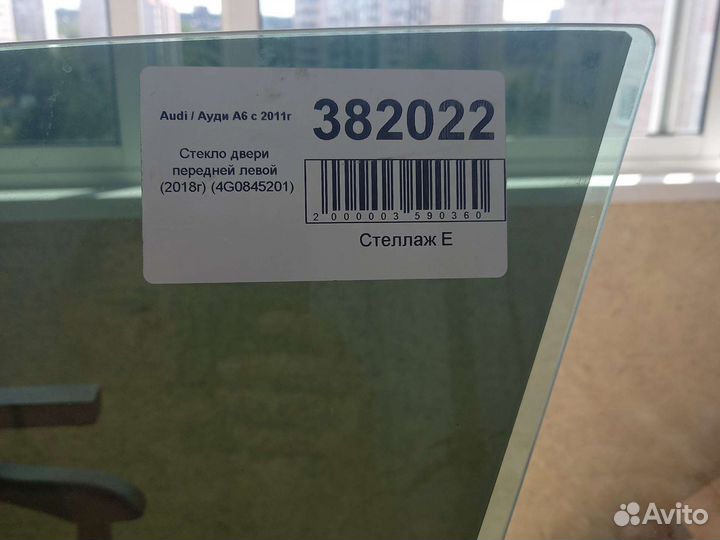 Audi / Ауди А6 с 2011г
382022
Стекло двери
передней левой
(2018г) (4G0845201)
2 000003 590360
Стеллаж Е
Avito